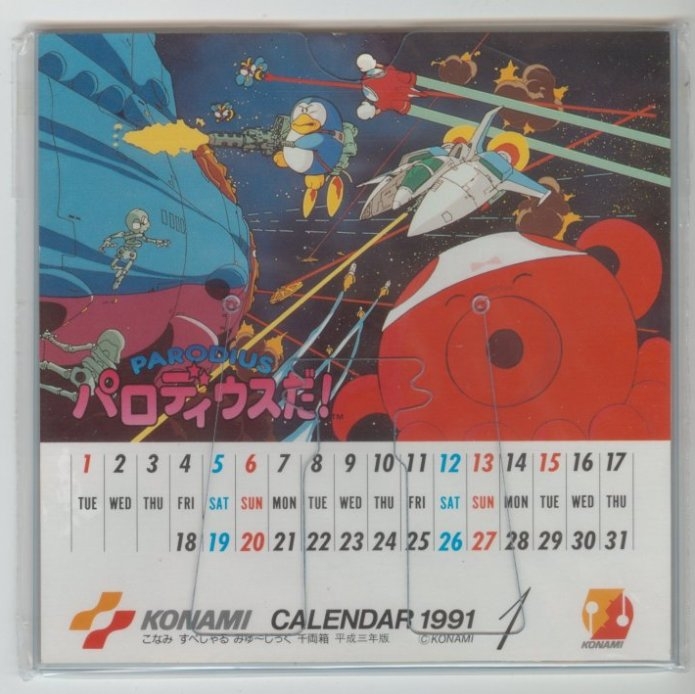 PARODIUS
パロディウスだ!™
1 2 3 4 5 6 7 8 9 10 11 12 13 14 15 16 17
TUE WED THU FRI SAT SUN MON TUE WED THU FRI SAT SUN MON TUE WED THU
18 19 20 21 22 23 24 25 26 27 28 29 30 31
KONAMI CALENDAR 1991 1
こなみ すぺしゃる みゅ〜じっく 千両箱 平成三年版 ©KONAMI
KONAMI